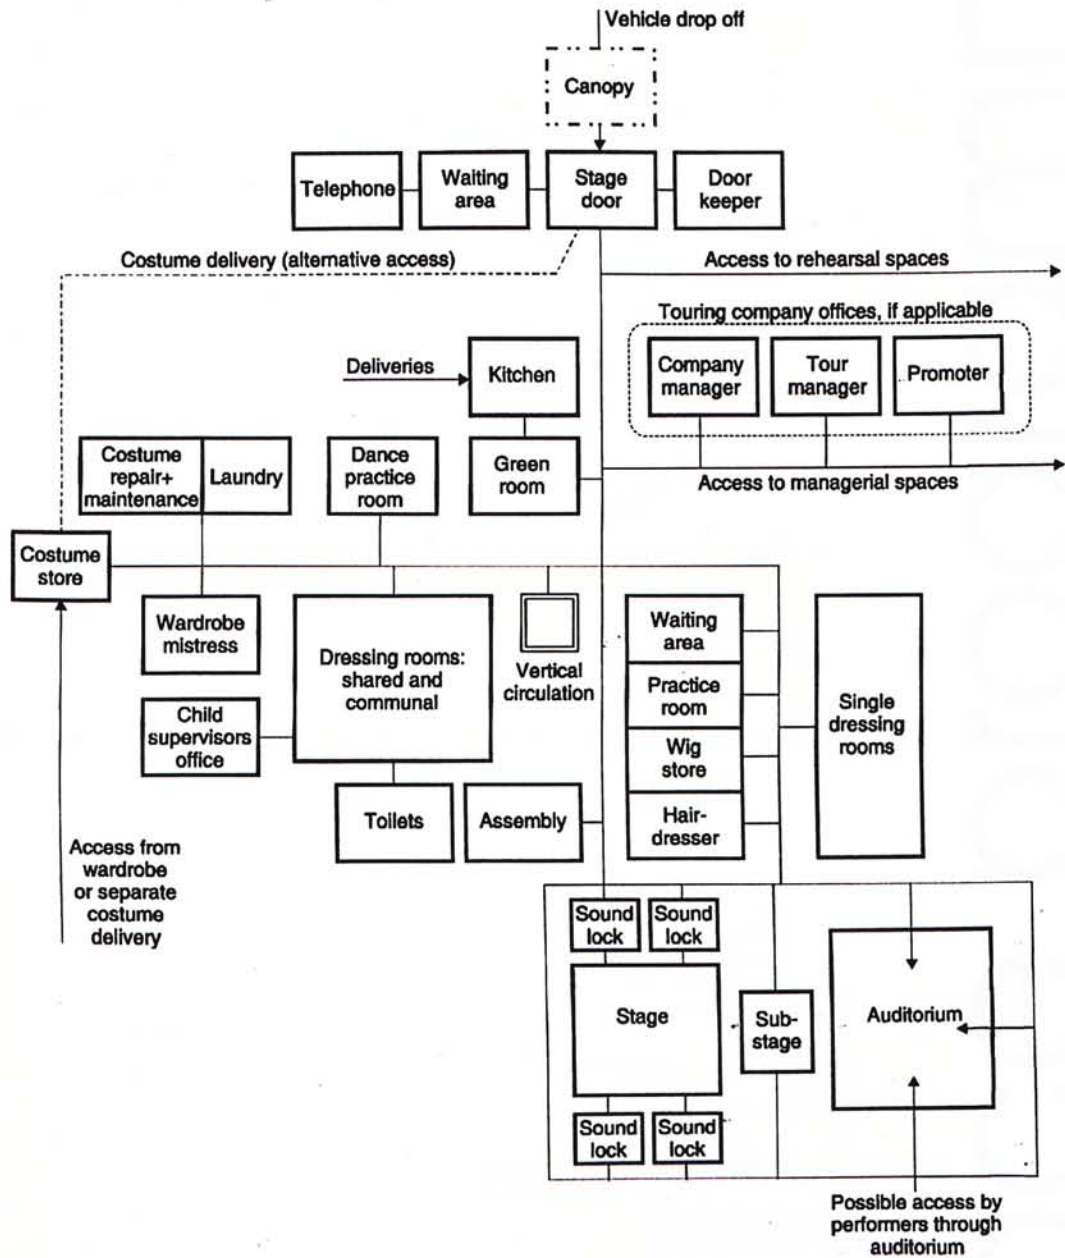 Vehicle drop off
Canopy
Telephone
Waiting
area
Stage
door
Door
keeper
Costume delivery (alternative access)
Access to rehearsal spaces
Touring company offices, if applicable
Deliveries
Kitchen
Company
manager
Tour
manager
Promoter
Costume
repair+
maintenance
Laundry
Dance
practice
room
Green
room
Access to managerial spaces
Costume
store
Wardrobe
mistress
Dressing rooms:
shared and
communal
Vertical
circulation
Child
supervisors
office
Toilets
Assembly
Waiting
area
Practice
room
Wig
store
Hair-
dresser
Single
dressing
rooms
Access from
wardrobe
or separate
costume
delivery
Sound
lock
Sound
lock
Stage
Sub-
stage
Auditorium
Sound
lock
Sound
lock
Possible access by
performers through
auditorium